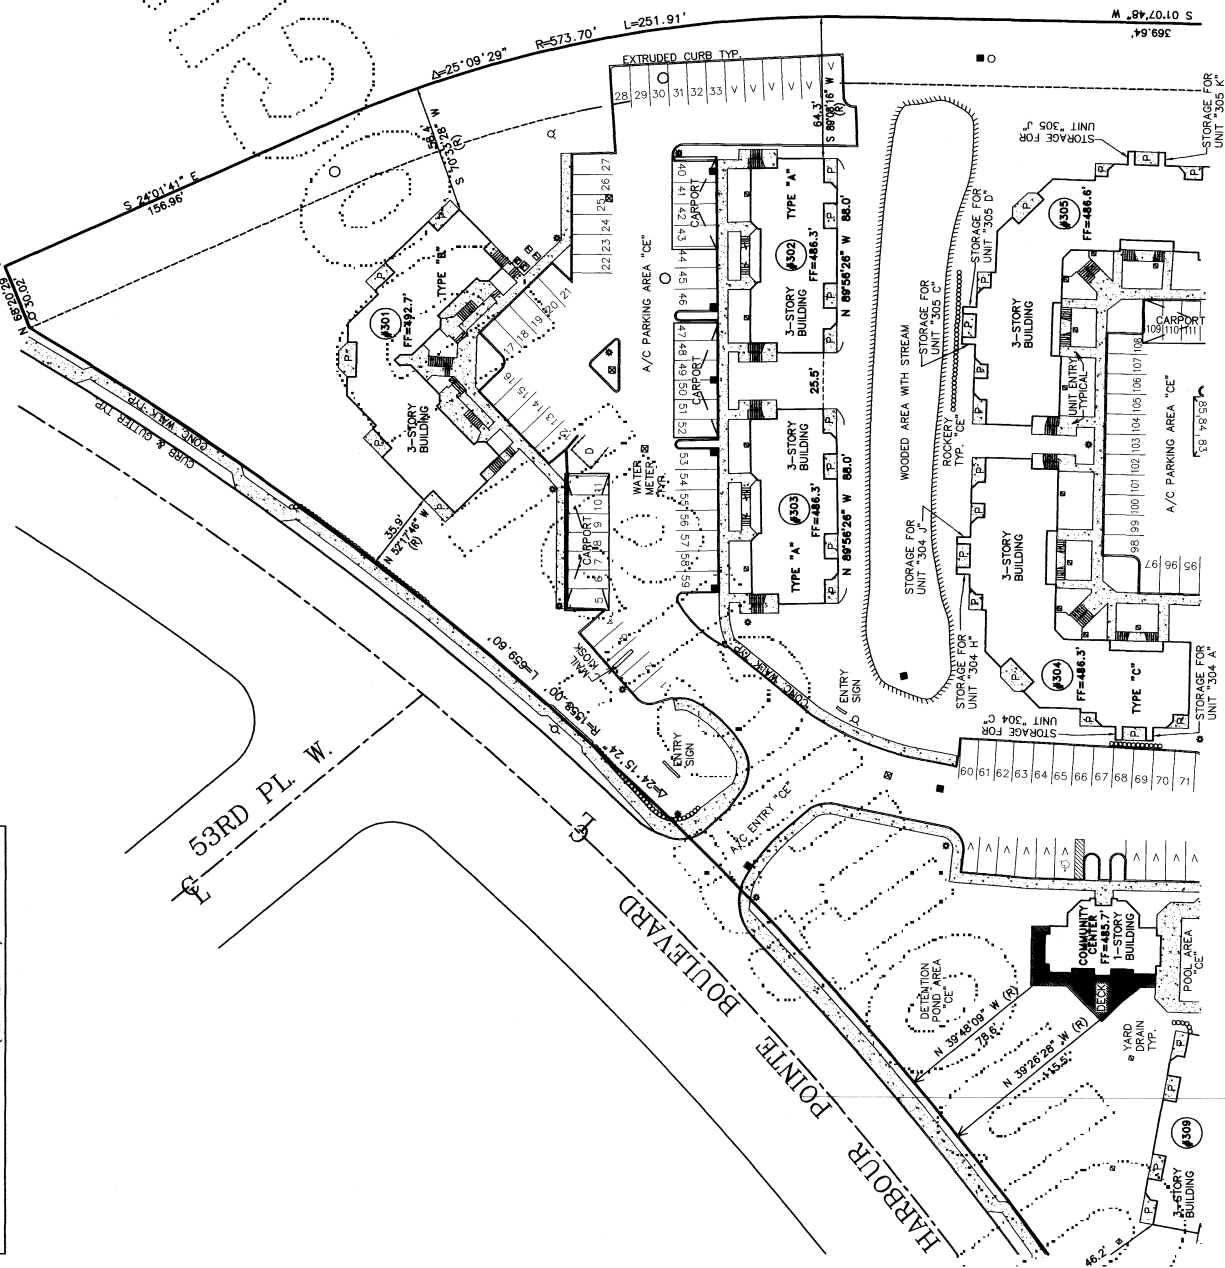 S 01°07'48" W
369.64'
L=251.91'
R=573.70'
Δ=25°09'29"
EXTRUDED CURB TYP.
28 29 30 31 32 33 V V V V V V
64.3'
S 89°08'16" W
(R)
S 70°33'28" W
(R)
S 24°01'41" E
156.96'
30.02'
STORAGE FOR
UNIT "305 K"
STORAGE FOR
UNIT "305 J"
STORAGE FOR
UNIT "305 D"
STORAGE FOR
UNIT "305 C"
#305
FF=486.6'
3-STORY
BUILDING
22 23 24 25 26 27
40 41 42 43
CARPORT
44 45 46
47 48 49 50 51 52
CARPORT
53 54 55 56 57 58 59
A/C PARKING AREA "CE"
TYPE "A"
#302
FF=486.3'
3-STORY
BUILDING
N 89°56'26" W 88.0'
25.5'
3-STORY
BUILDING
#303
FF=486.3'
TYPE "A"
N 89°56'26" W 88.0'
WOODED AREA WITH STREAM
ROCKERY
TYP. "CE"
UNIT ENTRY
TYPICAL
CARPORT
109 110 111
108 107 106 105 104 103 102 101 100 99 98
A/C PARKING AREA "CE"
85,84, 83
97 96 95
TYPE "B"
#301
FF=492.7'
3-STORY
BUILDING
12 13 14 15 16 17 18 19 20 21
D
WATER
METER
TYP.
5 6 7 8 9 10 11
CARPORT
35.9'
N 52°17'46" W
(R)
CONC. WALK TYP.
CURB & GUTTER TYP
MAIL
KIOSK
L=659.60'
R=1558.00'
Δ=24°15'24"
STORAGE FOR
UNIT "304 J"
3-STORY
BUILDING
STORAGE FOR
UNIT "304 H"
#304
FF=486.3'
TYPE "C"
STORAGE FOR
UNIT "304 C"
STORAGE FOR
UNIT "304 A"
CONC. WALK TYP.
ENTRY
SIGN
ENTRY
SIGN
A/C ENTRY "CE"
60 61 62 63 64 65 66 67 68 69 70 71
53RD PL. W.
HARBOUR POINTE BOULEVARD
DETENTION
POND AREA
"CE"
COMMUNITY
CENTER
FF=485.7'
1-STORY
BUILDING
DECK
POOL AREA
"CE"
YARD
DRAIN
TYP.
N 39°48'09" W (R)
78.6'
N 39°26'28" W (R)
115.5'
#309
3-STORY
BUILDING
46.2'